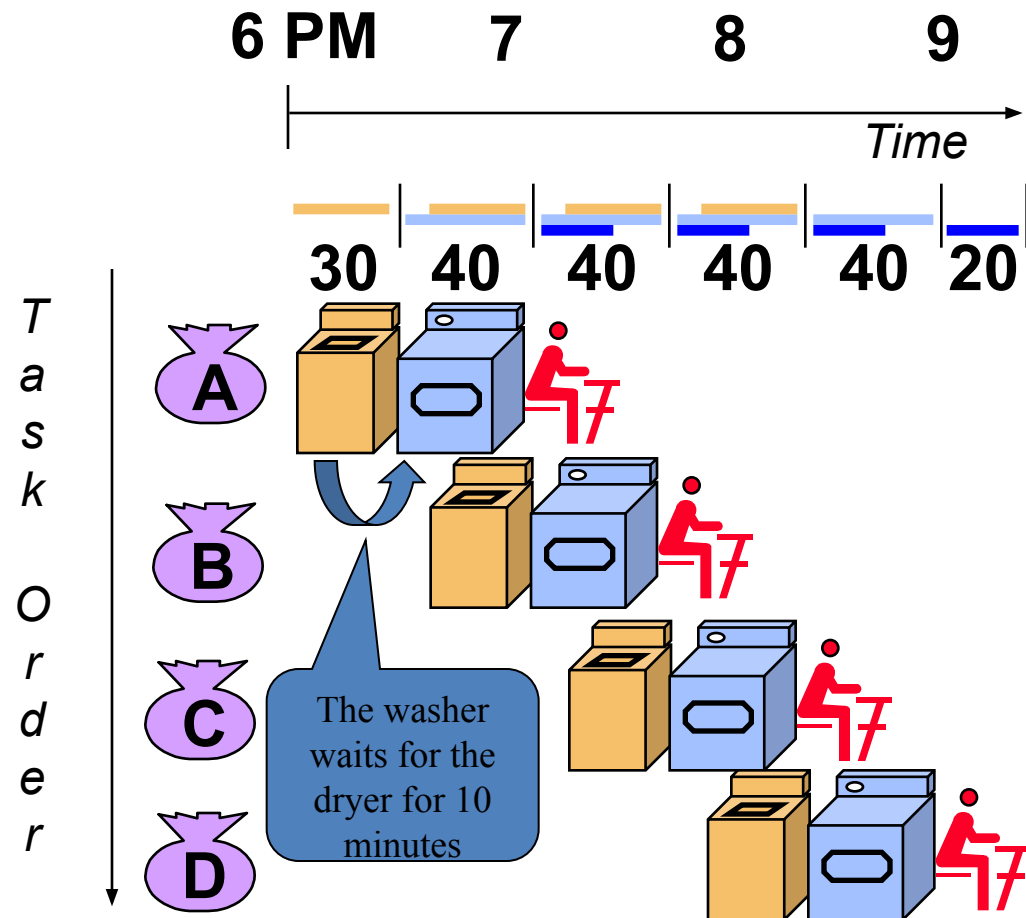 6 PM 7 8 9
Time
30 40 40 40 40 20
Task Order
A
B
C
D
The washer
waits for the
dryer for 10
minutes